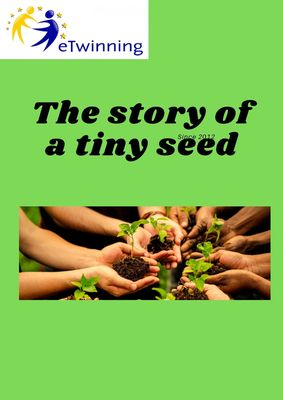 eTwinning
The story of
Since 2012
a tiny seed